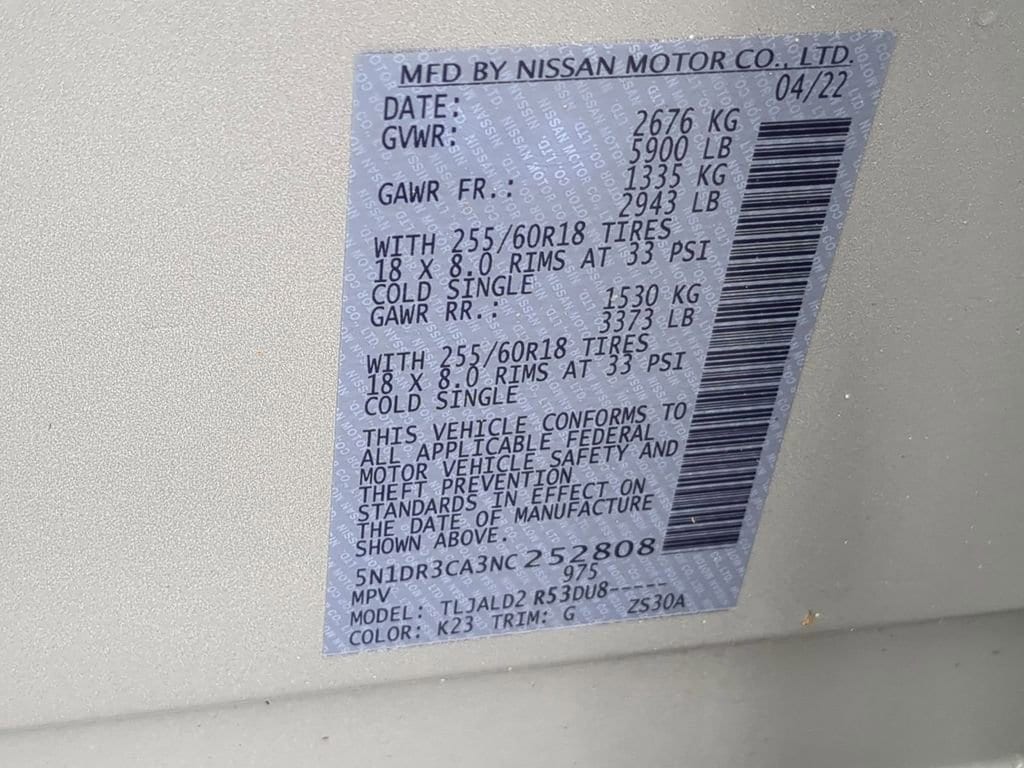 MFD BY NISSAN MOTOR CO., LTD.
DATE: 04/22
GVWR: 2676 KG
5900 LB
GAWR FR.: 1335 KG
2943 LB
WITH 255/60R18 TIRES
18 X 8.0 RIMS AT 33 PSI
COLD SINGLE
GAWR RR.: 1530 KG
3373 LB
WITH 255/60R18 TIRES
18 X 8.0 RIMS AT 33 PSI
COLD SINGLE
THIS VEHICLE CONFORMS TO
ALL APPLICABLE FEDERAL
MOTOR VEHICLE SAFETY AND
THEFT PREVENTION
STANDARDS IN EFFECT ON
THE DATE OF MANUFACTURE
SHOWN ABOVE.
5N1DR3CA3NC252808
MPV 975
MODEL: TLJALD2 R53DU8-----
COLOR: K23 TRIM: G ZS30A